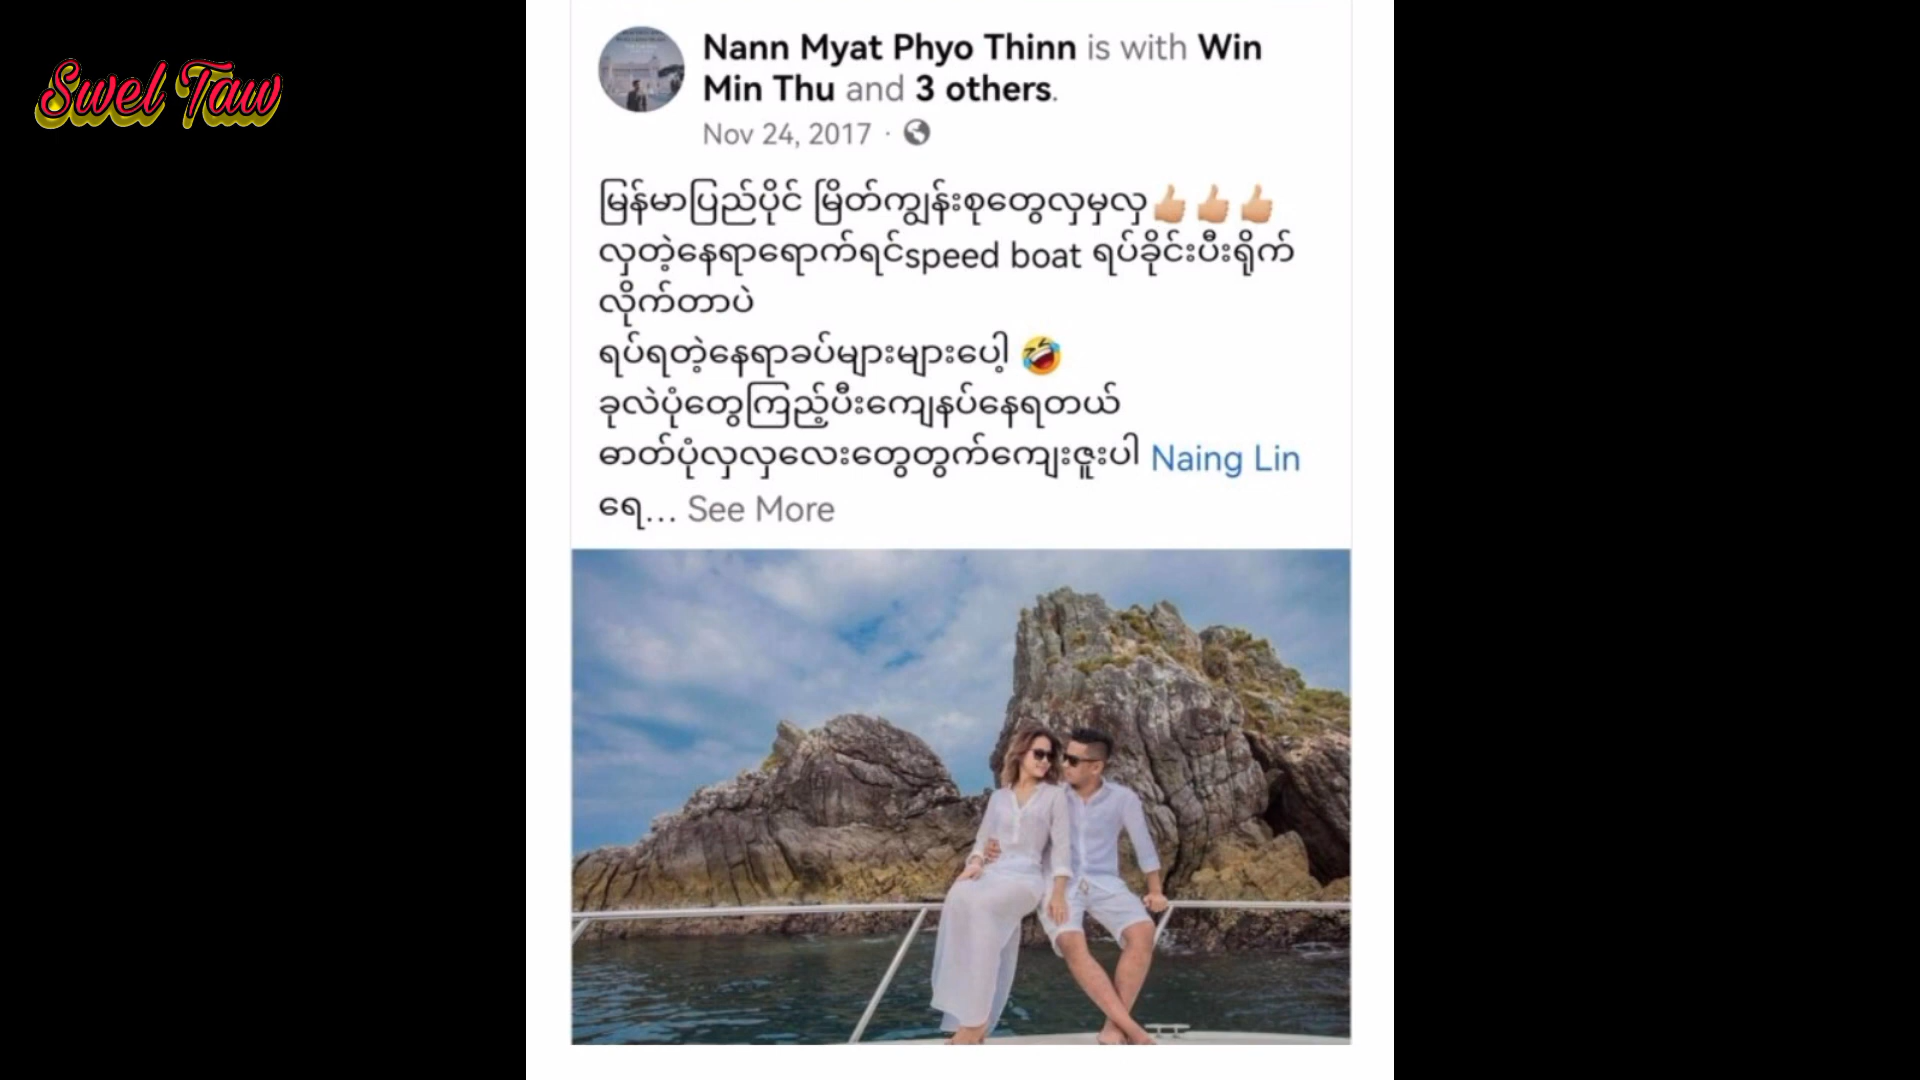 Swel Taw
Nann Myat Phyo Thinn is with Win
Min Thu and 3 others.
Nov 24, 2017 ·
မြန်မာပြည်ပိုင် မြိတ်ကျွန်းစုတွေလှမှလှ👍🏼👍🏼👍🏼
လှတဲ့နေရာရောက်ရင်speed boat ရပ်ခိုင်းပီးရိုက်
လိုက်တာပဲ
ရပ်ရတဲ့နေရာခပ်များများပေါ့ 🤣
ခုလဲပုံတွေကြည့်ပီးကျေနပ်နေရတယ်
ဓာတ်ပုံလှလှလေးတွေတွက်ကျေးဇူးပါ Naing Lin
ရေ... See More